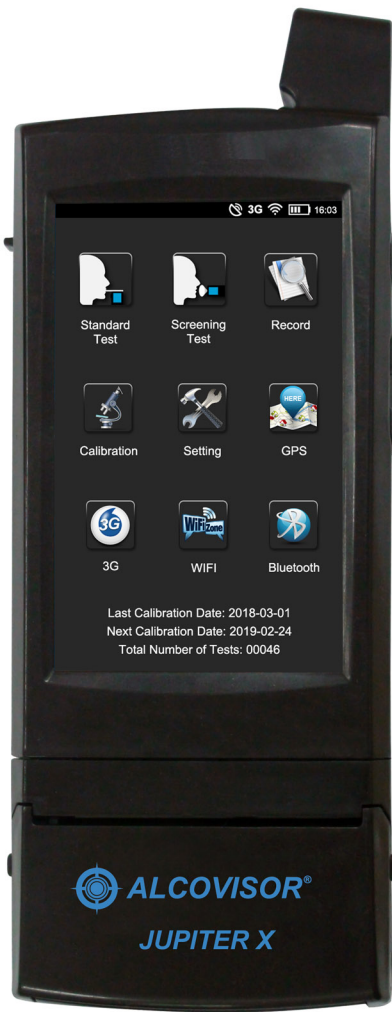 3G 16:03
Standard
Test
Screening
Test
Record
HERE
Calibration
Setting
GPS
3G
WiFi Zone
3G
WIFI
Bluetooth
Last Calibration Date: 2018-03-01
Next Calibration Date: 2019-02-24
Total Number of Tests: 00046
ALCOVISOR®
JUPITER X